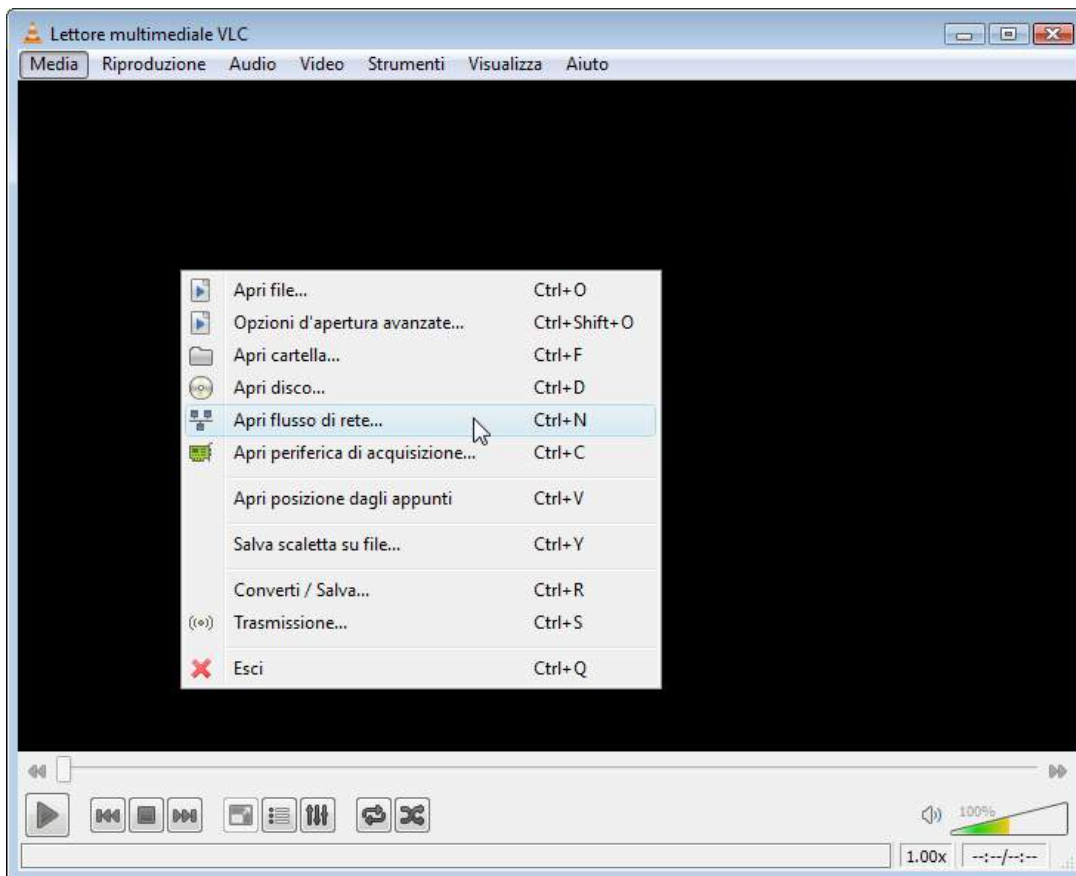 Lettore multimediale VLC
Media Riproduzione Audio Video Strumenti Visualizza Aiuto
Apri file... Ctrl+O
Opzioni d'apertura avanzate... Ctrl+Shift+O
Apri cartella... Ctrl+F
Apri disco... Ctrl+D
Apri flusso di rete... Ctrl+N
Apri periferica di acquisizione... Ctrl+C
Apri posizione dagli appunti Ctrl+V
Salva scaletta su file... Ctrl+Y
Converti / Salva... Ctrl+R
Trasmissione... Ctrl+S
Esci Ctrl+Q
100%
1.00x --:--/--:--